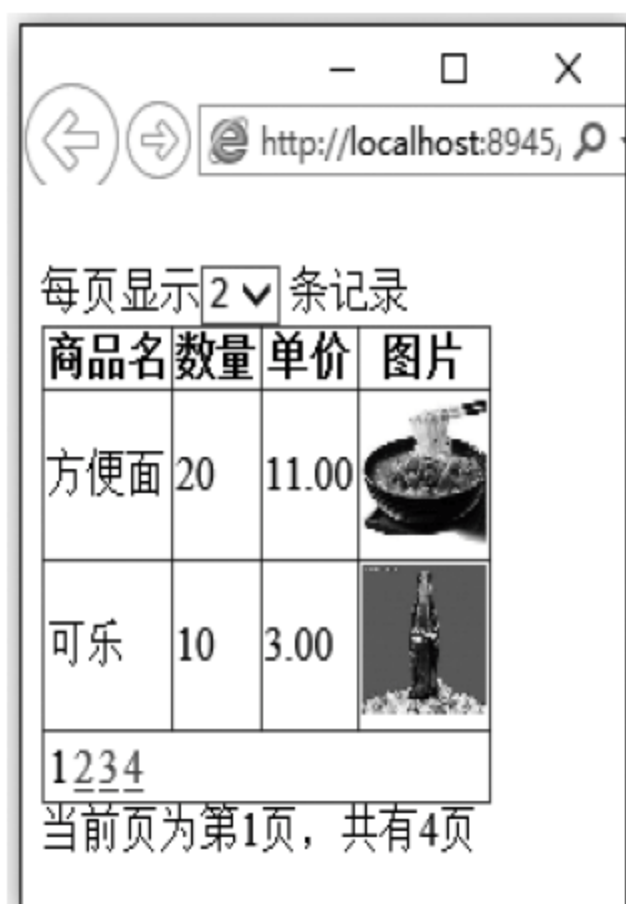 http://localhost:8945/
每页显示2条记录
商品名 数量 单价 图片
方便面 20 11.00
可乐 10 3.00
1234
当前页为第1页，共有4页